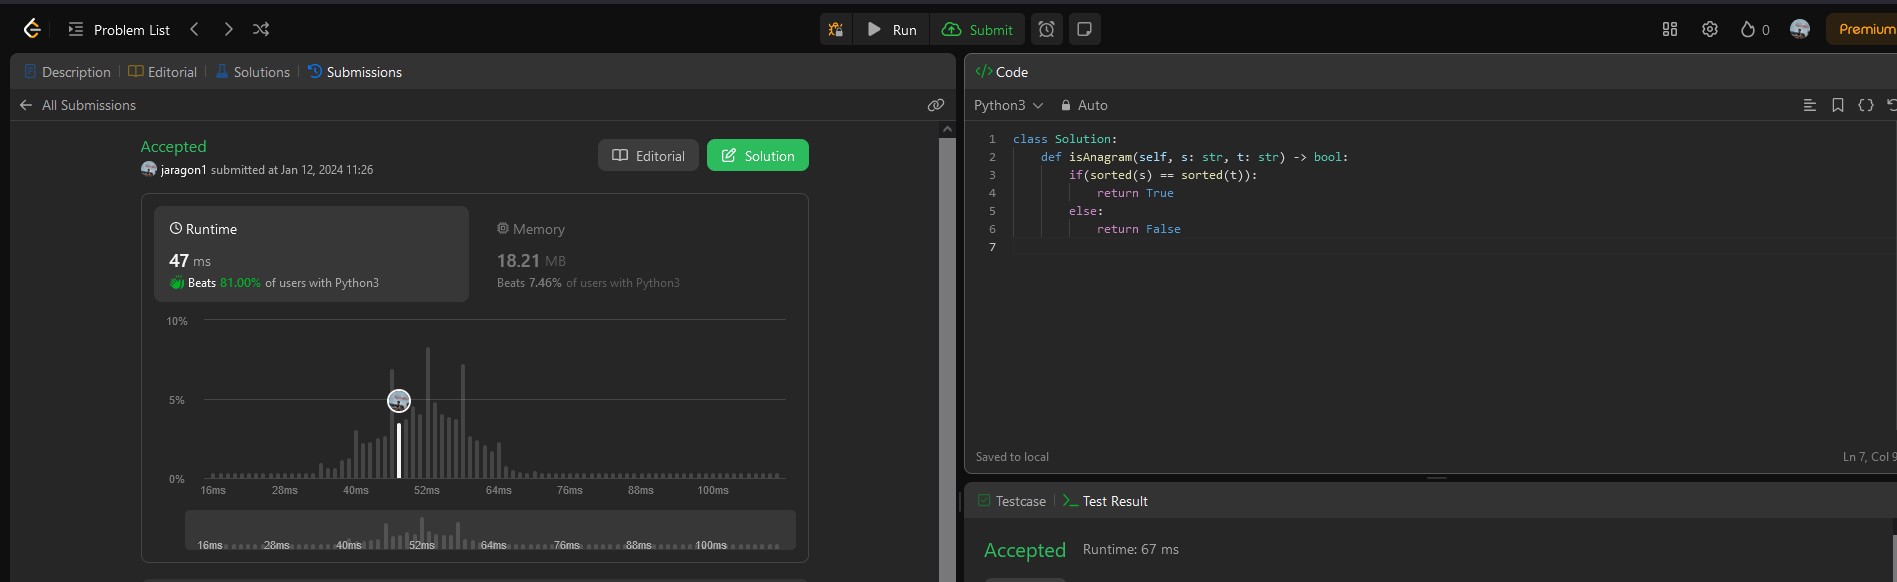 Problem List
Run
Submit
0
Premium
Description
Editorial
Solutions
Submissions
All Submissions
Accepted
jaragon1 submitted at Jan 12, 2024 11:26
Editorial
Solution
Runtime
47 ms
Beats 81.00% of users with Python3
Memory
18.21 MB
Beats 7.46% of users with Python3
10%
5%
0%
16ms 28ms 40ms 52ms 64ms 76ms 88ms 100ms
16ms 28ms 40ms 52ms 64ms 76ms 88ms 100ms
</> Code
Python3
Auto
1 class Solution:
2 def isAnagram(self, s: str, t: str) -> bool:
3 if(sorted(s) == sorted(t)):
4 return True
5 else:
6 return False
7
Saved to local
Ln 7, Col 9
Testcase
Test Result
Accepted
Runtime: 67 ms